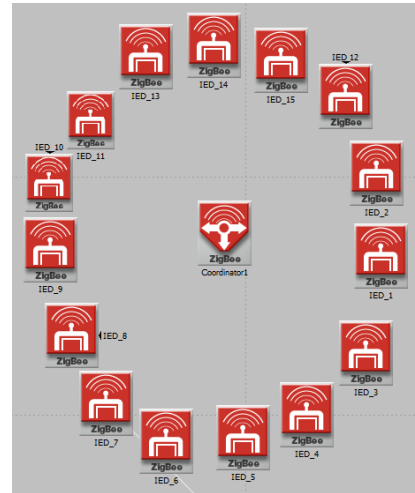 ZigBee
IED_14
ZigBee
IED_13
ZigBee
IED_15
IED_12
ZigBee
ZigBee
IED_11
IED_10
ZigBee
ZigBee
IED_2
ZigBee
Coordinator1
ZigBee
IED_9
ZigBee
IED_1
IED_8
ZigBee
ZigBee
IED_3
ZigBee
IED_7
ZigBee
IED_4
ZigBee
IED_5
ZigBee
IED_6